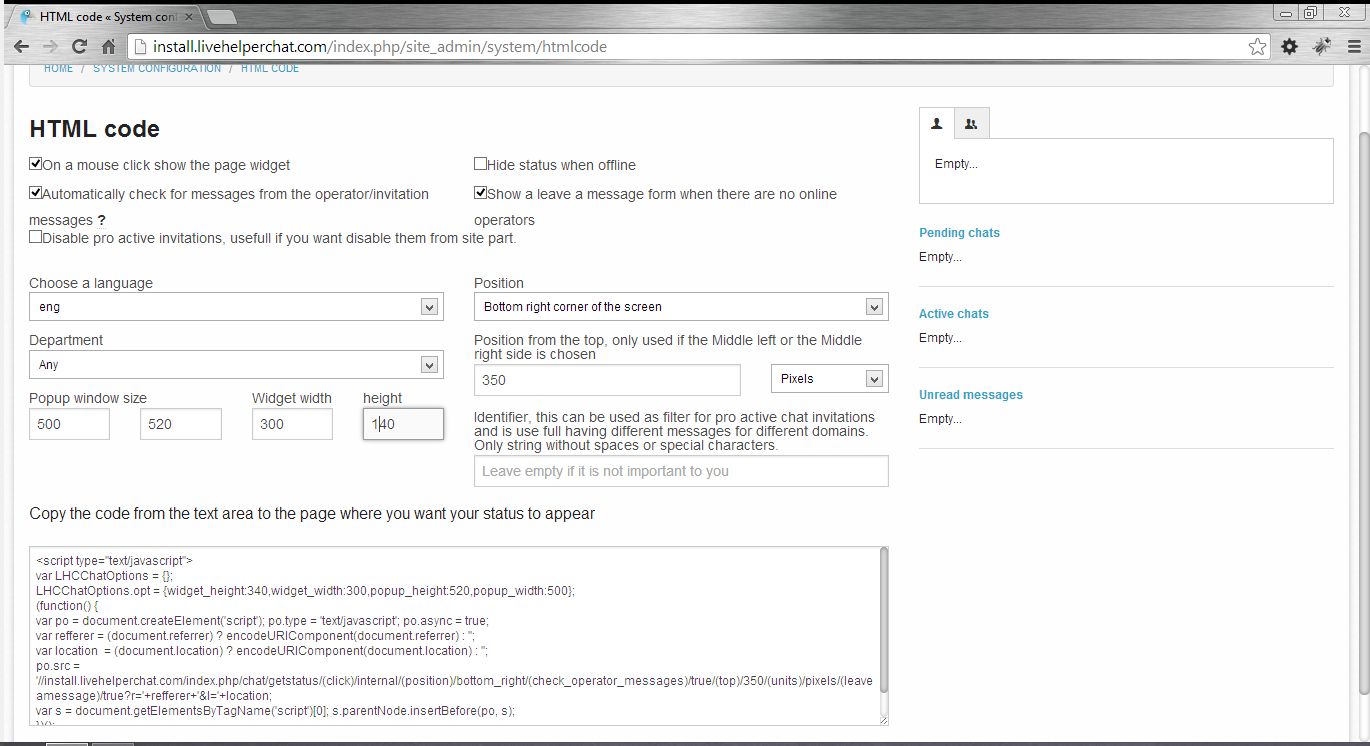 HTML code « System con
install.livehelperchat.com/index.php/site_admin/system/htmlcode
HOME / SYSTEM CONFIGURATION / HTML CODE
HTML code
On a mouse click show the page widget
Hide status when offline
Automatically check for messages from the operator/invitation
messages ?
Show a leave a message form when there are no online
operators
Disable pro active invitations, usefull if you want disable them from site part.
Choose a language
eng
Position
Bottom right corner of the screen
Department
Any
Position from the top, only used if the Middle left or the Middle
right side is chosen
350
Pixels
Popup window size
500
520
Widget width
300
height
140
Identifier, this can be used as filter for pro active chat invitations
and is use full having different messages for different domains.
Only string without spaces or special characters.
Leave empty if it is not important to you
Copy the code from the text area to the page where you want your status to appear
<script type="text/javascript">
var LHCChatOptions = {};
LHCChatOptions.opt = {widget_height:340,widget_width:300,popup_height:520,popup_width:500};
(function() {
var po = document.createElement('script'); po.type = 'text/javascript'; po.async = true;
var refferer = (document.referrer) ? encodeURIComponent(document.referrer) : '';
var location  = (document.location) ? encodeURIComponent(document.location) : '';
po.src =
'//install.livehelperchat.com/index.php/chat/getstatus/(click)/internal/(position)/bottom_right/(check_operator_messages)/true/(top)/350/(units)/pixels/(leave
amessage)/true?r='+refferer+'&l='+location;
var s = document.getElementsByTagName('script')[0]; s.parentNode.insertBefore(po, s);
})();
Empty...
Pending chats
Empty...
Active chats
Empty...
Unread messages
Empty...